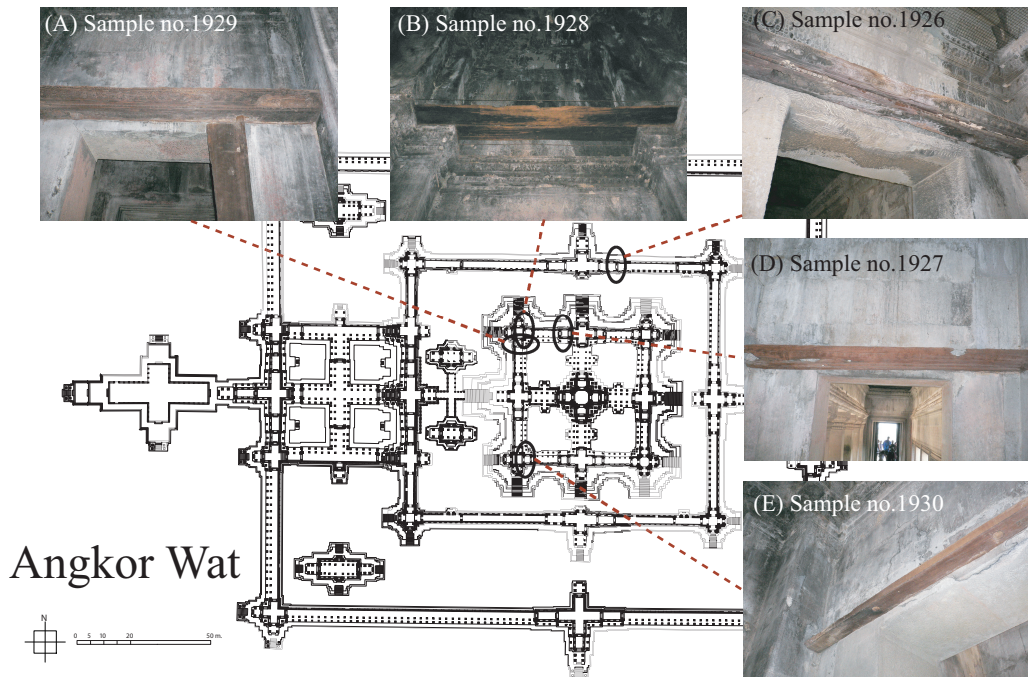 (A) Sample no.1929
(B) Sample no.1928
(C) Sample no.1926
(D) Sample no.1927
(E) Sample no.1930
Angkor Wat
N
0 5 10 20 50 m.